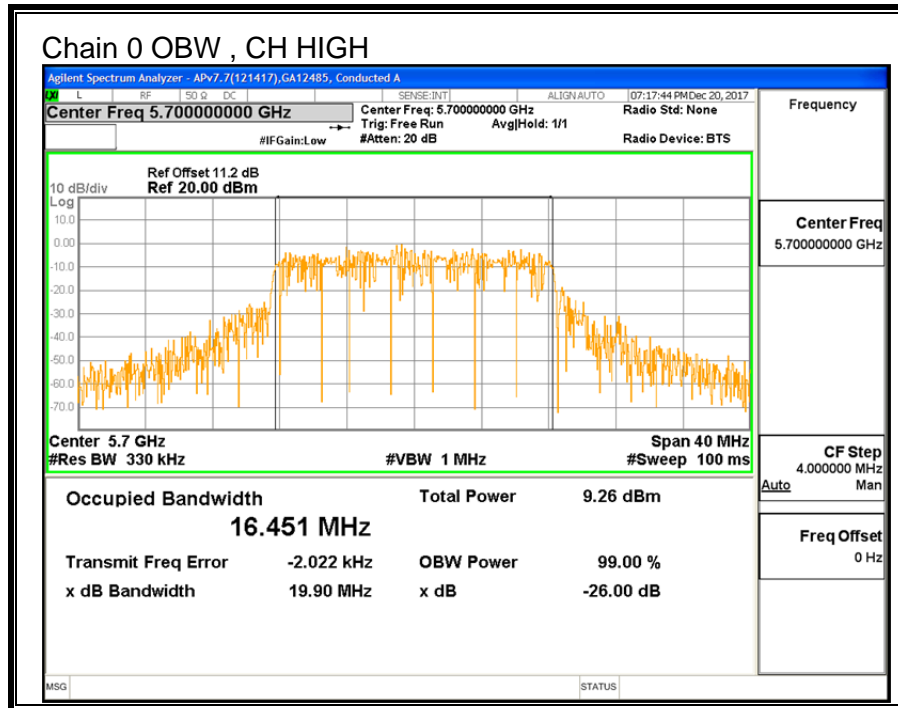 Chain 0 OBW , CH HIGH
Agilent Spectrum Analyzer - APv7.7(121417),GA12485, Conducted A
LXI L RF 50 Ω DC SENSE:INT ALIGN AUTO 07:17:44 PM Dec 20, 2017
Center Freq 5.700000000 GHz
Center Freq: 5.700000000 GHz
Radio Std: None
Trig: Free Run Avg|Hold: 1/1
#IFGain:Low #Atten: 20 dB Radio Device: BTS
Frequency
Ref Offset 11.2 dB
10 dB/div Ref 20.00 dBm
Log
10.0
0.00
-10.0
-20.0
-30.0
-40.0
-50.0
-60.0
-70.0
Center Freq
5.700000000 GHz
Center 5.7 GHz Span 40 MHz
#Res BW 330 kHz #VBW 1 MHz #Sweep 100 ms
CF Step
4.000000 MHz
Auto Man
Occupied Bandwidth Total Power 9.26 dBm
16.451 MHz
Transmit Freq Error -2.022 kHz OBW Power 99.00 %
x dB Bandwidth 19.90 MHz x dB -26.00 dB
Freq Offset
0 Hz
MSG STATUS